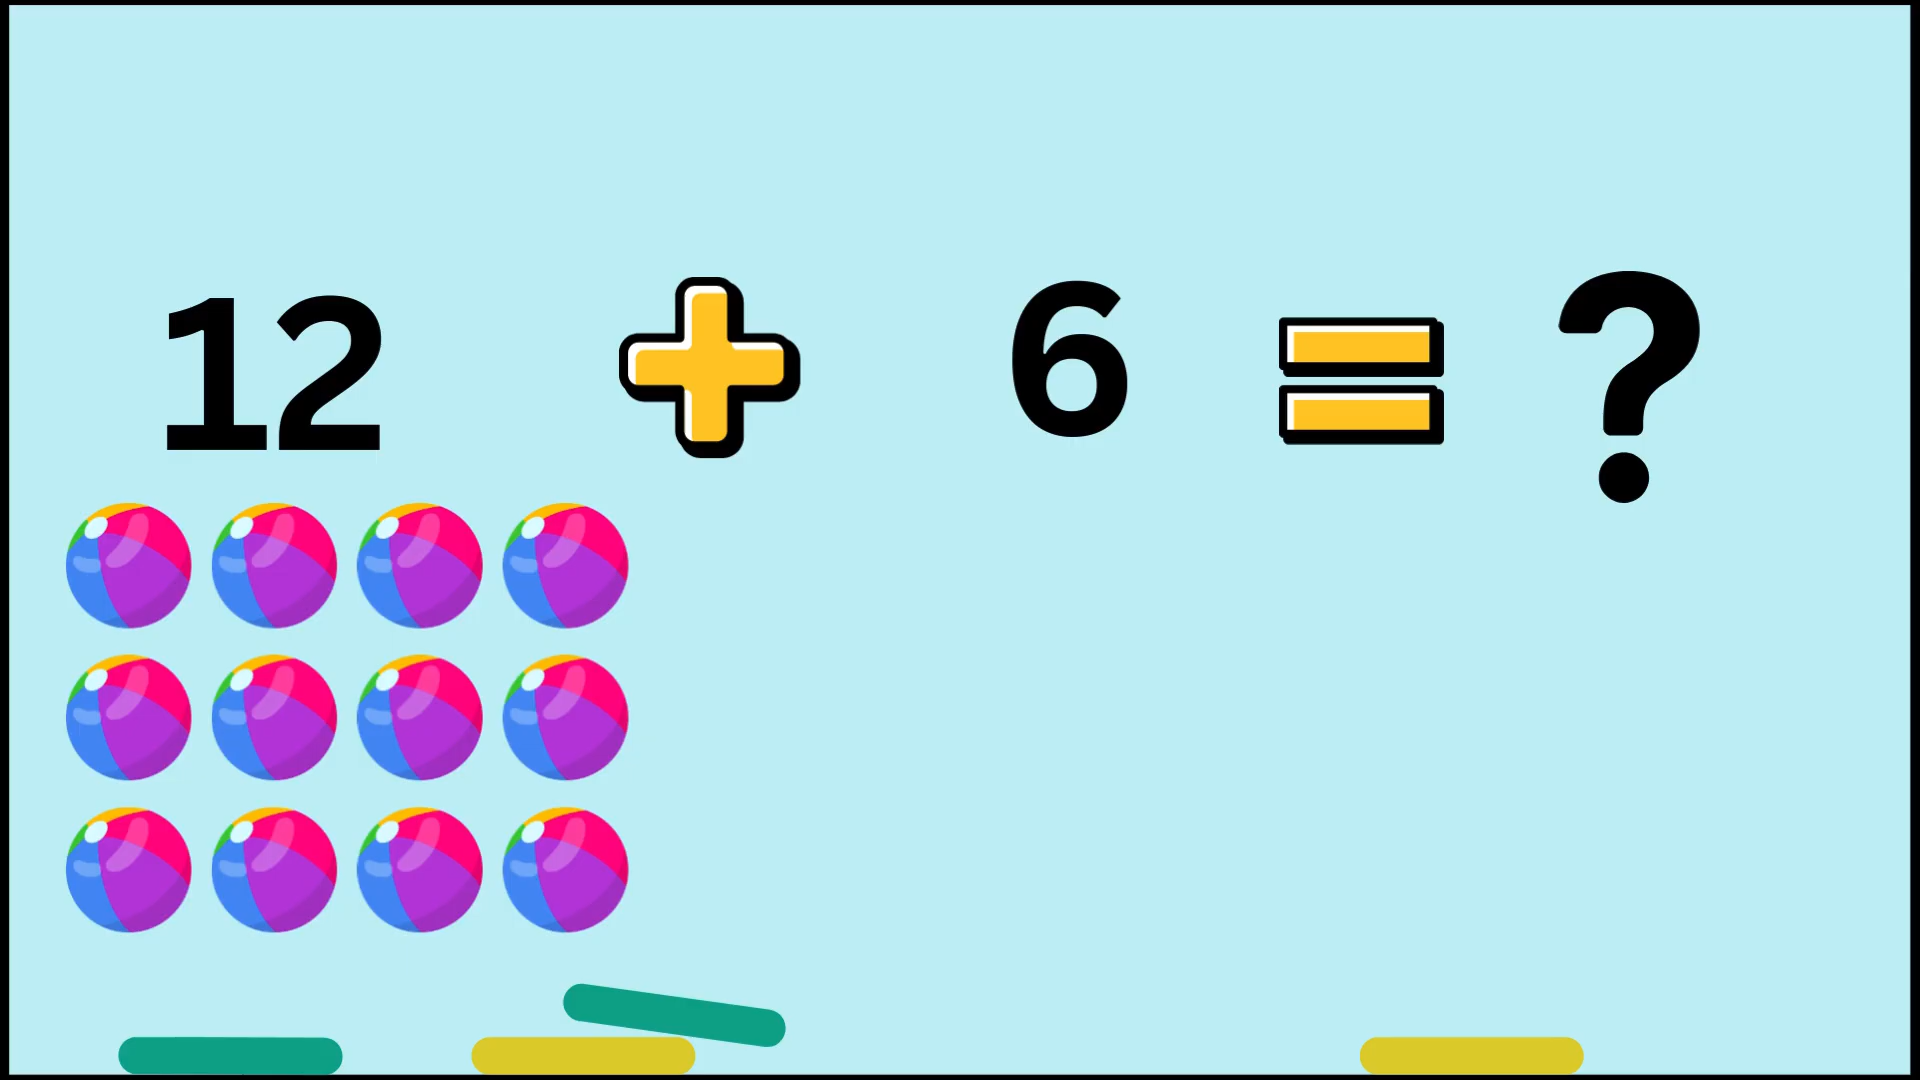 12 + 6 = ?